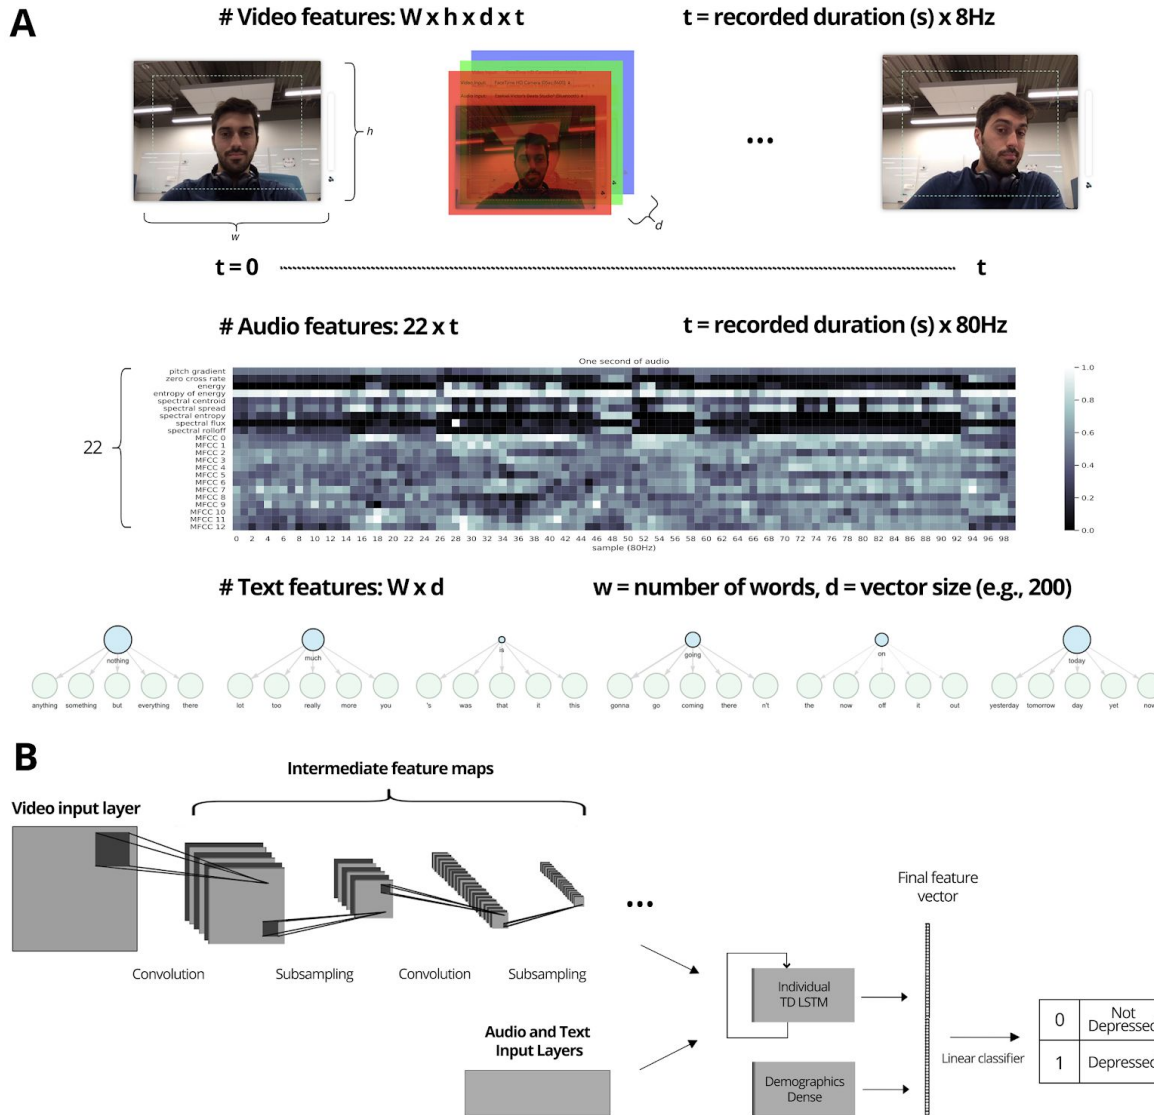 A
# Video features: W x h x d x t
t = recorded duration (s) x 8Hz
h
w
d
...
t = 0
t
# Audio features: 22 x t
t = recorded duration (s) x 80Hz
One second of audio
22
pitch gradient
zero cross rate
energy
entropy of energy
spectral centroid
spectral spread
spectral entropy
spectral flux
spectral rolloff
MFCC 0
MFCC 1
MFCC 2
MFCC 3
MFCC 4
MFCC 5
MFCC 6
MFCC 7
MFCC 8
MFCC 9
MFCC 10
MFCC 11
MFCC 12
0 2 4 6 8 10 12 14 16 18 20 22 24 26 28 30 32 34 36 38 40 42 44 46 48 50 52 54 56 58 60 62 64 66 68 70 72 74 76 78 80 82 84 86 88 90 92 94 96 98
sample (80Hz)
1.0
0.8
0.6
0.4
0.2
0.0
# Text features: W x d
w = number of words, d = vector size (e.g., 200)
nothing
anything something but everything there
much
lot too really more you
is
's was that it this
going
gonna go coming there n't
on
the now off it out
today
yesterday tomorrow day yet now
B
Intermediate feature maps
Video input layer
...
Convolution
Subsampling
Convolution
Subsampling
Audio and Text
Input Layers
Individual
TD LSTM
Demographics
Dense
Final feature
vector
Linear classifier
0 Not Depressed
1 Depressed